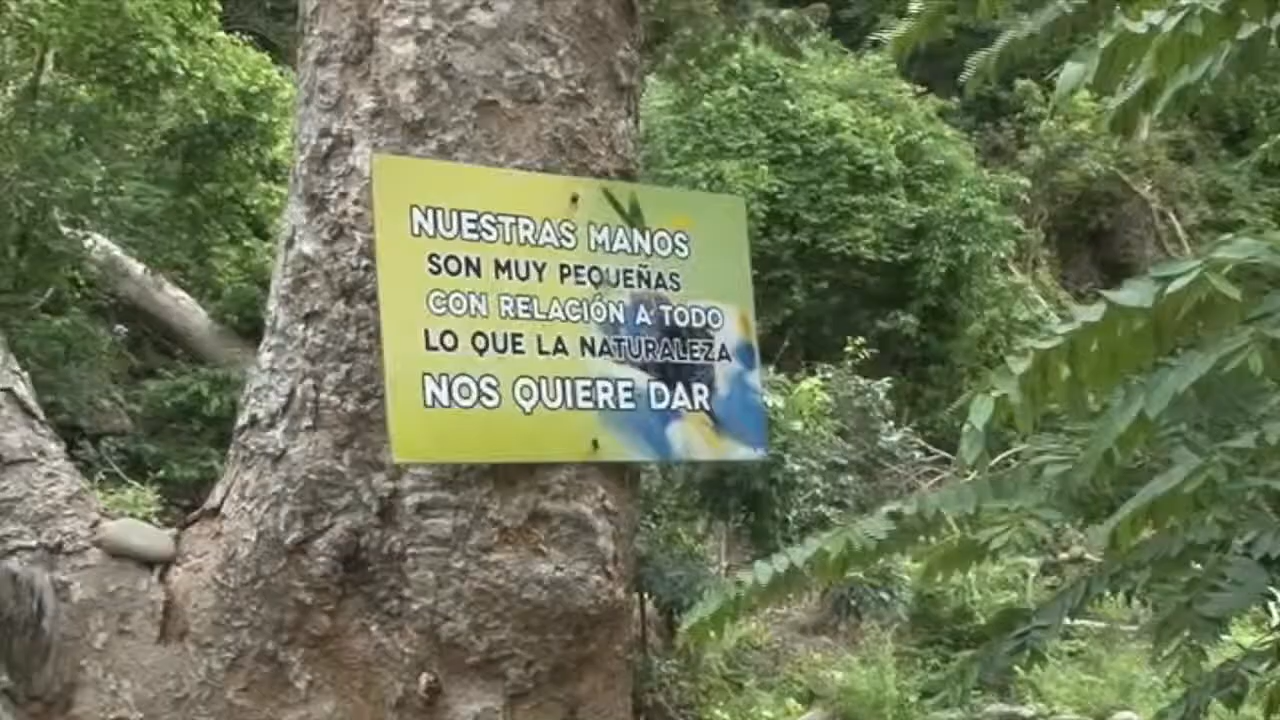 NUESTRAS MANOS
SON MUY PEQUEÑAS
CON RELACIÓN A TODO
LO QUE LA NATURALEZA
NOS QUIERE DAR